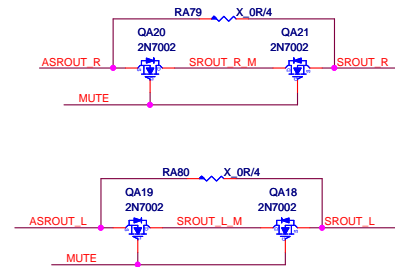 RA79 X_0R/4
QA20 QA21
2N7002 2N7002
ASROUT_R SROUT_R_M SROUT_R
MUTE
RA80 X_0R/4
QA19 QA18
2N7002 2N7002
ASROUT_L SROUT_L_M SROUT_L
MUTE